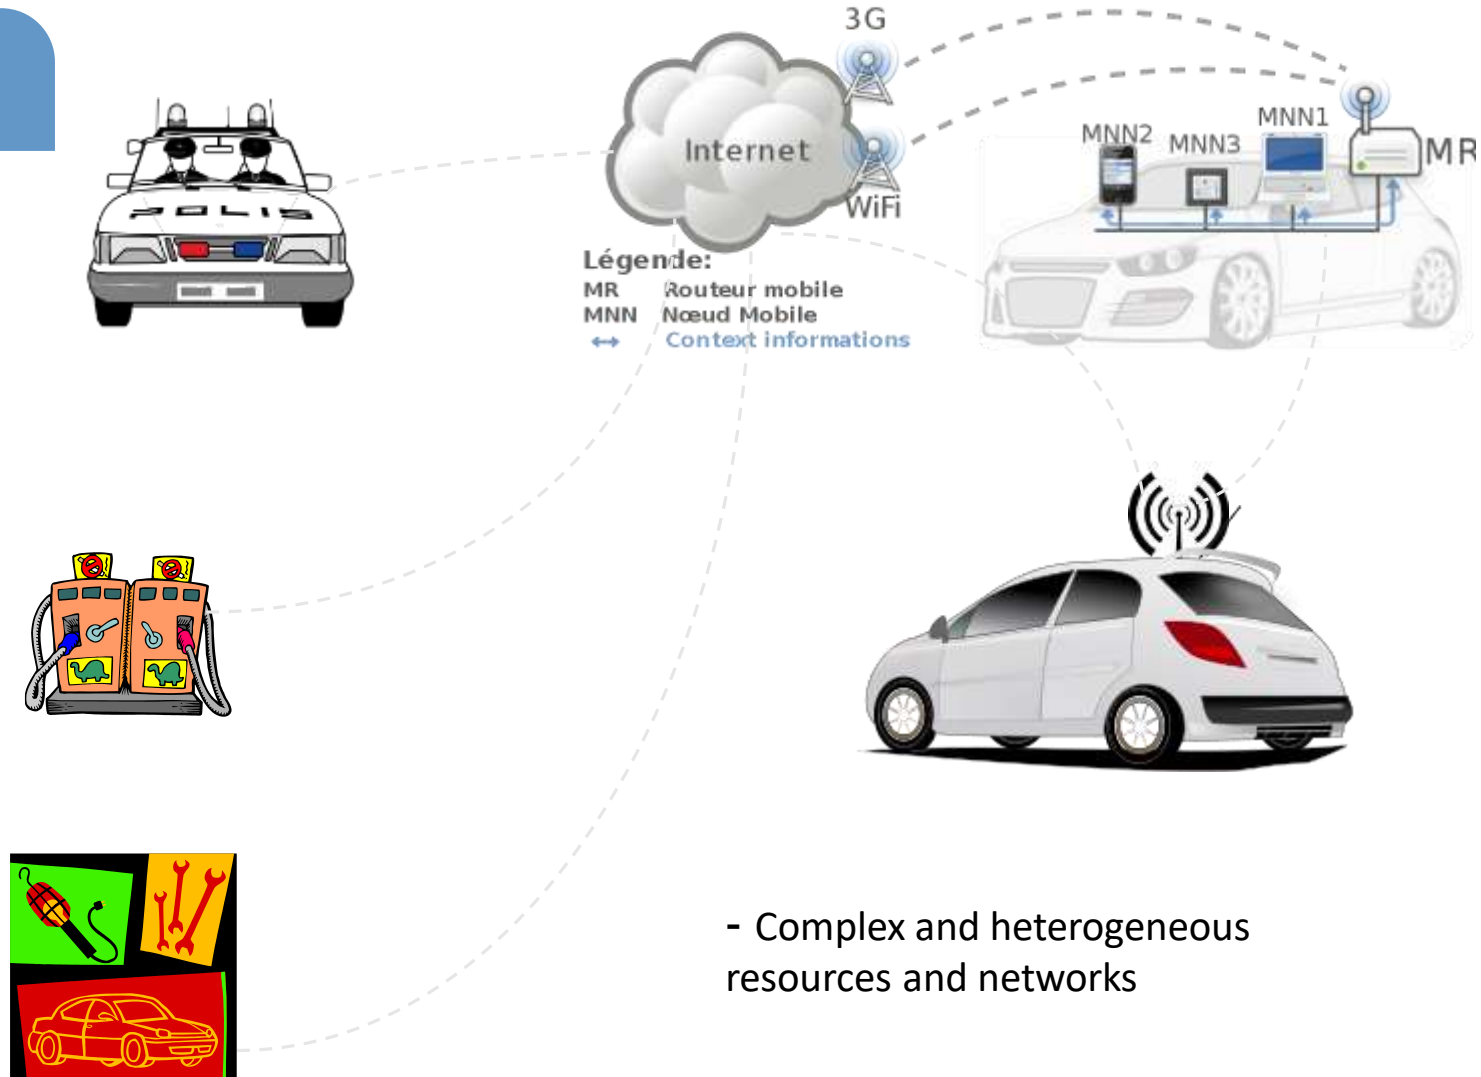 3G
Internet
WiFi
MNN2
MNN3
MNN1
MR
POLIS
Légende:
MR Routeur mobile
MNN Nœud Mobile
Context informations
- Complex and heterogeneous
resources and networks